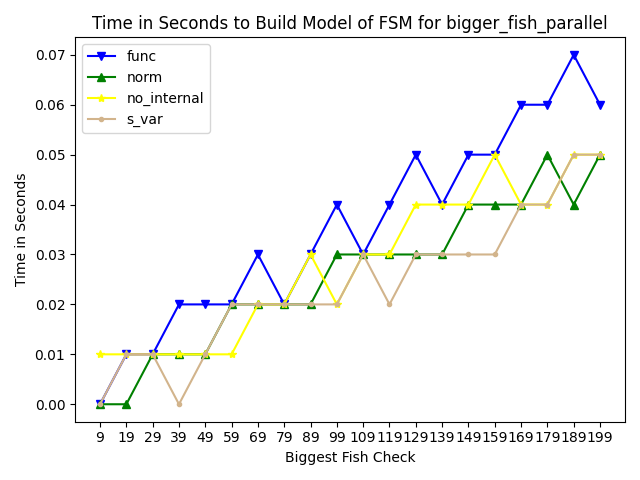 Time in Seconds to Build Model of FSM for bigger_fish_parallel
func
norm
no_internal
s_var
Time in Seconds
0.07
0.06
0.05
0.04
0.03
0.02
0.01
0.00
9 19 29 39 49 59 69 79 89 99 109 119 129 139 149 159 169 179 189 199
Biggest Fish Check